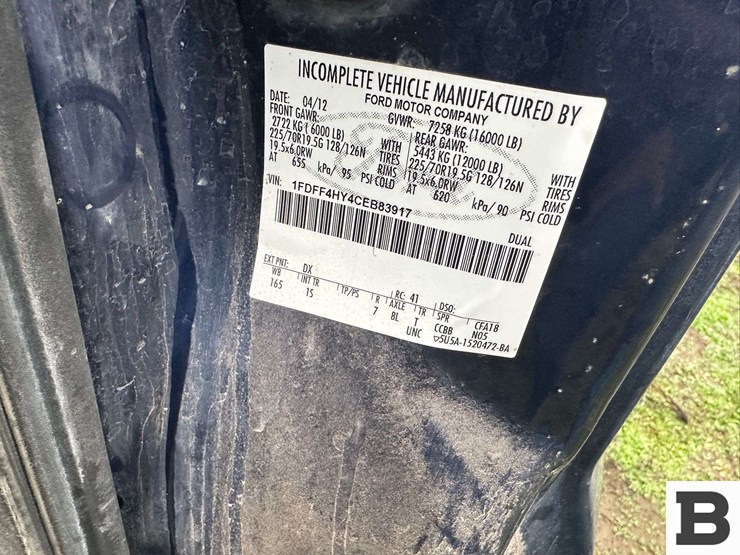 INCOMPLETE VEHICLE MANUFACTURED BY
FORD MOTOR COMPANY
DATE: 04/12 GVWR: 7258 KG (16000 LB)
FRONT GAWR: REAR GAWR:
2722 KG (6000 LB) WITH 5443 KG (12000 LB) WITH
225/70R19.5G 128/126N TIRES 225/70R19.5G 128/126N TIRES
19.5x6.0RW RIMS 19.5x6.0RW RIMS
AT 655 kPa/ 95 PSI COLD AT 620 kPa/ 90 PSI COLD
VIN: 1FDFF4HY4CEB83917 DUAL
EXT PNT: DX RC: 41 DSO:
WB INT TR TP/PS R AXLE TR SPR CFA18
165 15 7 BL T CCBB N05
UNC ▽5U5A-1520472-BA
B